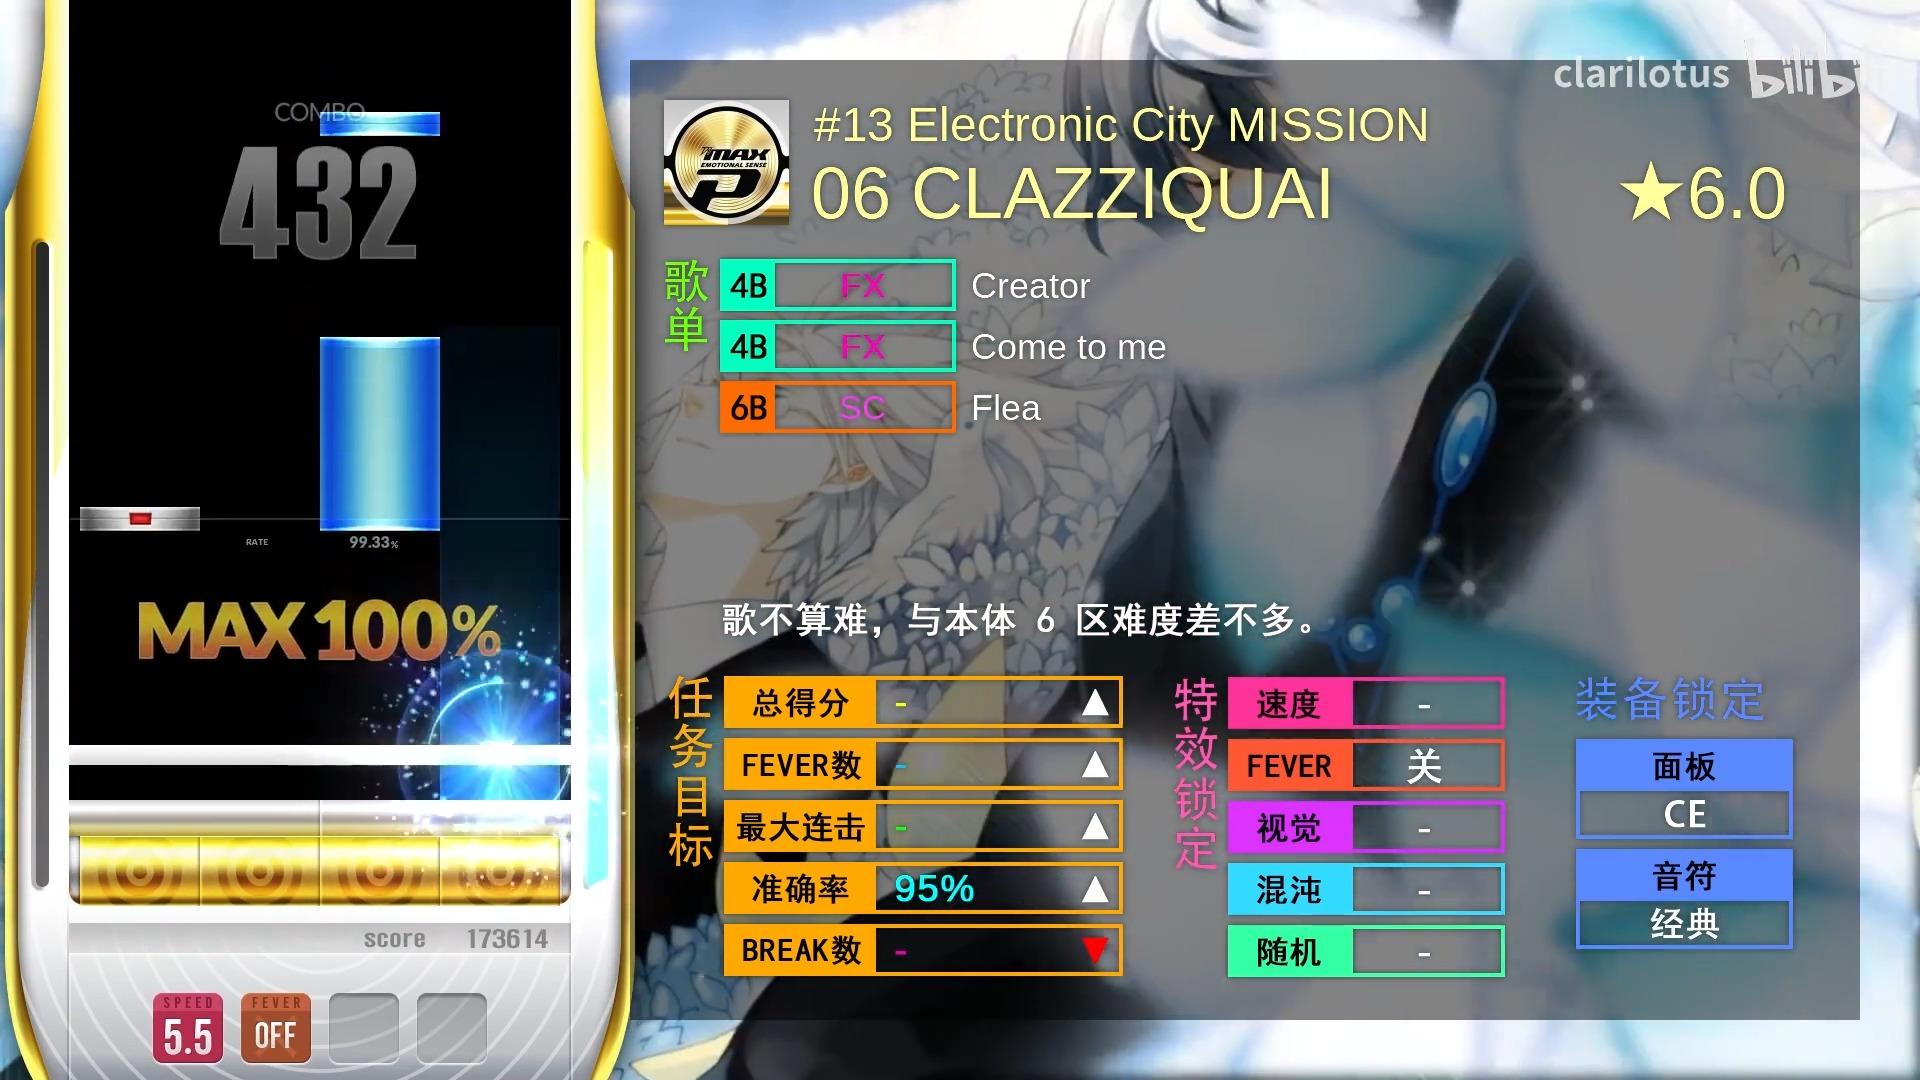 COMBO
432
RATE 99.33%
MAX 100%
score 173614
SPEED
5.5
FEVER
OFF
clarilotus bilibili
MAX
EMOTIONAL SENSE
P
#13 Electronic City MISSION
06 CLAZZIQUAI
★6.0
歌单
4B FX Creator
4B FX Come to me
6B SC Flea
歌不算难，与本体 6 区难度差不多。
任务目标
总得分 - ▲
FEVER数 - ▲
最大连击 - ▲
准确率 95% ▲
BREAK数 - ▼
特效锁定
速度 -
FEVER 关
视觉 -
混沌 -
随机 -
装备锁定
面板
CE
音符
经典